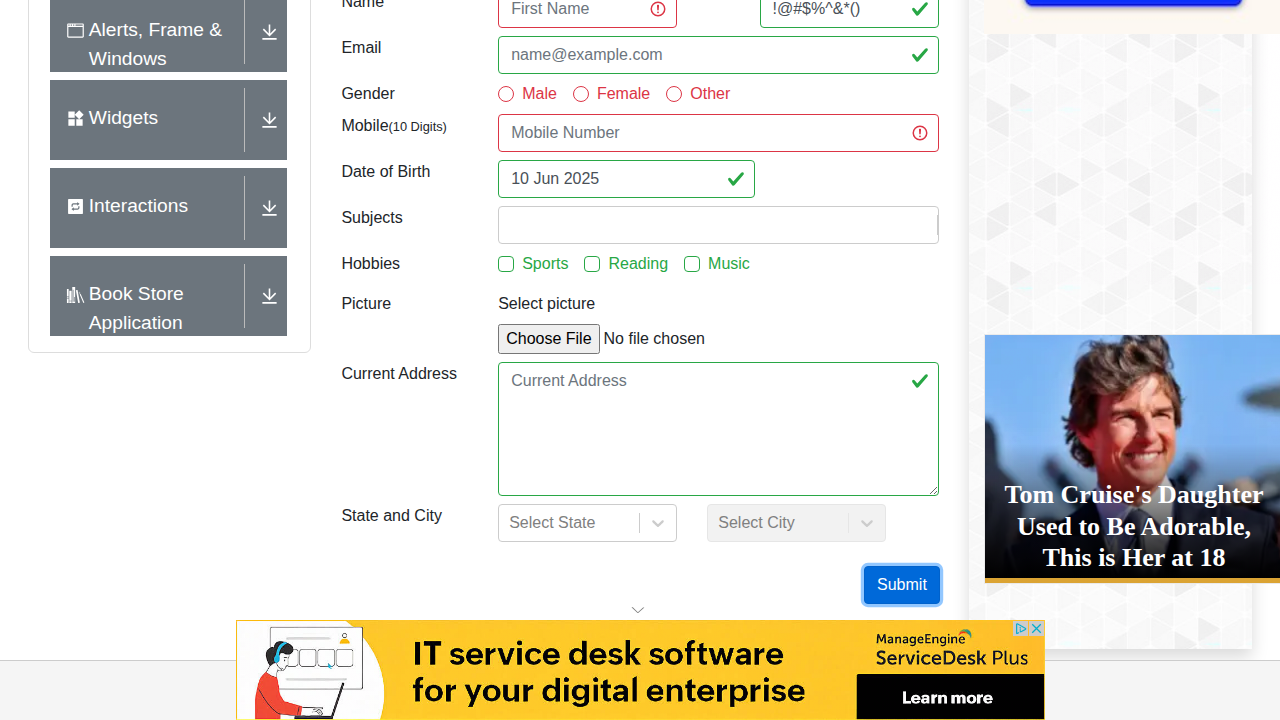 Name
First Name
!@#$%^&*()
Alerts, Frame &
Windows
Email
name@example.com
Gender
Male
Female
Other
Widgets
Mobile(10 Digits)
Mobile Number
Date of Birth
10 Jun 2025
Interactions
Subjects
Hobbies
Sports
Reading
Music
Book Store
Application
Picture
Select picture
Choose File No file chosen
Current Address
Current Address
State and City
Select State
Select City
Submit
Tom Cruise's Daughter
Used to Be Adorable,
This is Her at 18
IT service desk software
for your digital enterprise
ManageEngine
ServiceDesk Plus
Learn more